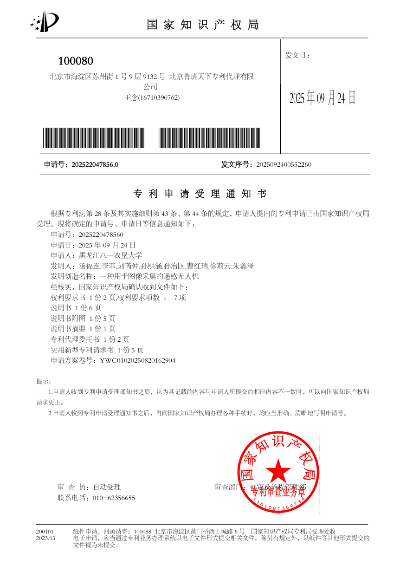 国家知识产权局
100080
发文日：
北京市海淀区苏州街1号9层9132号 北京普派天下专利代理有限
公司
2025年09月24日
申请号：202522047856.0
发文序号：2025092400552260
专利申请受理通知书
根据专利法第28条及其实施细则第43条、第44条的规定，申请人提出的专利申请已由国家知识产权局
受理。现将确定的申请号、申请日等信息通知如下：
申请号：2025220478560
申请日：2025年09月24日
申请人：黑龙江八一农垦大学
发明创造名称：一种用于图像采集的遥感无人机
经核实，国家知识产权局确认收到文件如下：
权利要求书 1份2页,权利要求项数： 7项
说明书 1份6页
说明书附图 1份5页
说明书摘要 1份1页
专利代理委托书 1份2页
实用新型专利请求书 1份5页
申请方案卷号：YWC01020250820162904
提示：
1.申请人收到专利申请受理通知书之后，认为其记载的内容与申请人所提交的相应内容不一致时，可以向国家知识产权局
请求更正。
2.申请人收到专利申请受理通知书之后，再向国家知识产权局办理各种手续时，均应当准确、清晰地写明申请号。
国家知识产权局
专利审查业务章
审 查 员：自动受理
审查部门：
联系电话：010-62356655
200101
2023.03
纸件申请，回函请寄：100088 北京市海淀区蓟门桥西土城路6号 国家知识产权局专利局受理处收
电子申请，应当通过专利业务办理系统以电子文件形式提交相关文件。除另有规定外，以纸件等其他形式提交的
文件视为未提交。